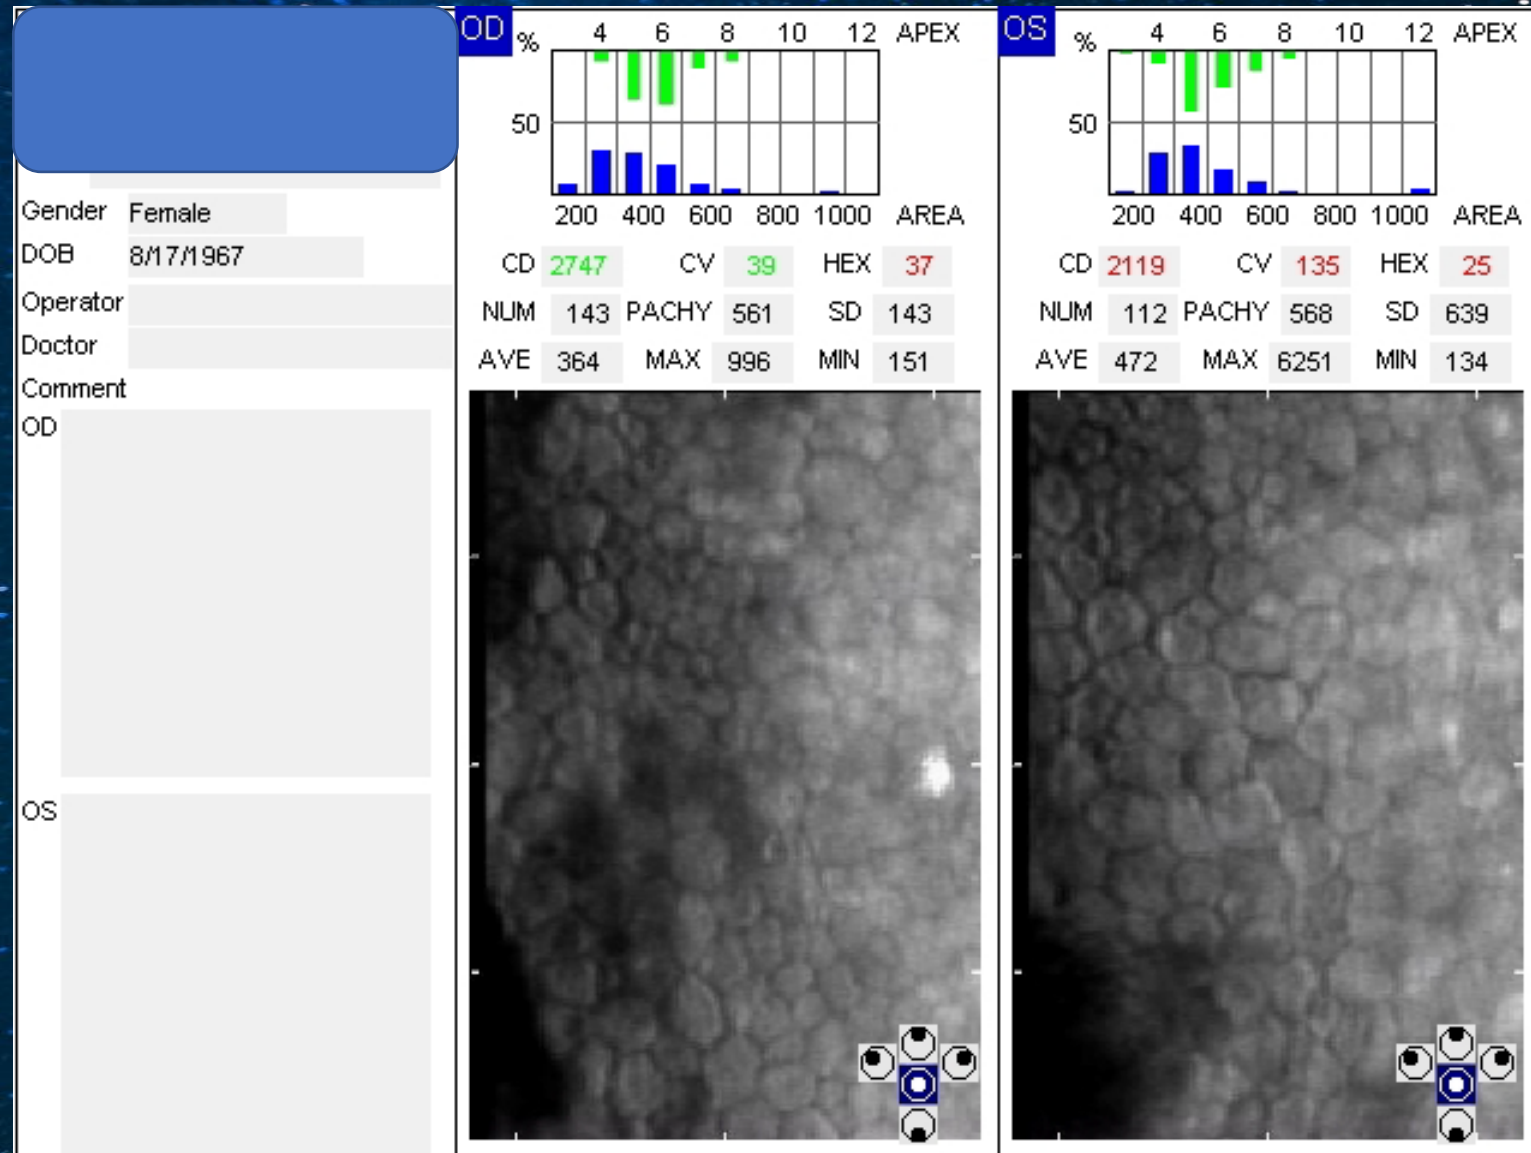 Gender Female
DOB 8/17/1967
Operator
Doctor
Comment
OD
OS
OD % 4 6 8 10 12 APEX
50
200 400 600 800 1000 AREA
CD 2747 CV 39 HEX 37
NUM 143 PACHY 561 SD 143
AVE 364 MAX 996 MIN 151
OS % 4 6 8 10 12 APEX
50
200 400 600 800 1000 AREA
CD 2119 CV 135 HEX 25
NUM 112 PACHY 568 SD 639
AVE 472 MAX 6251 MIN 134